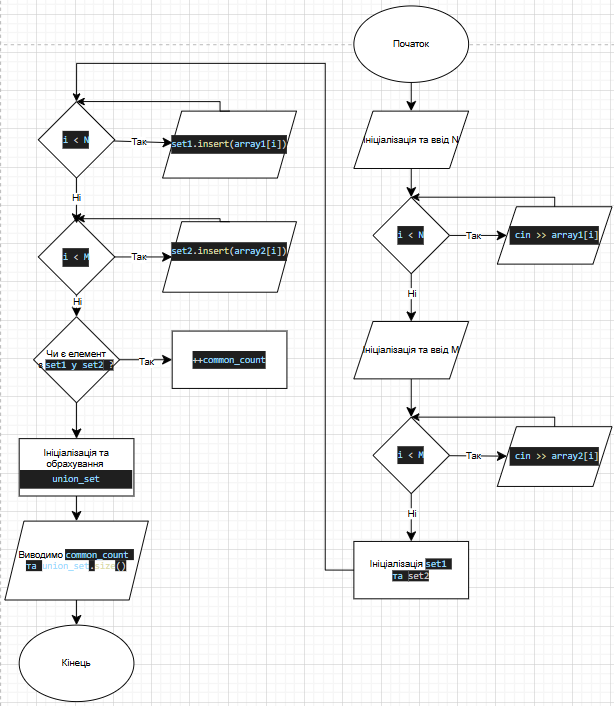 Початок
Ініціалізація та ввід N
i < N
Так
cin >> array1[i]
Ні
Ініціалізація та ввід M
i < M
Так
cin >> array2[i]
Ні
Ініціалізація set1
та set2
i < N
Так
set1.insert(array1[i])
Ні
i < M
Так
set2.insert(array2[i])
Ні
Чи є елемент
з set1 у set2 ?
Так
++common_count
Ініціалізація та
обрахування
union_set
Виводимо common_count
та union_set.size()
Кінець